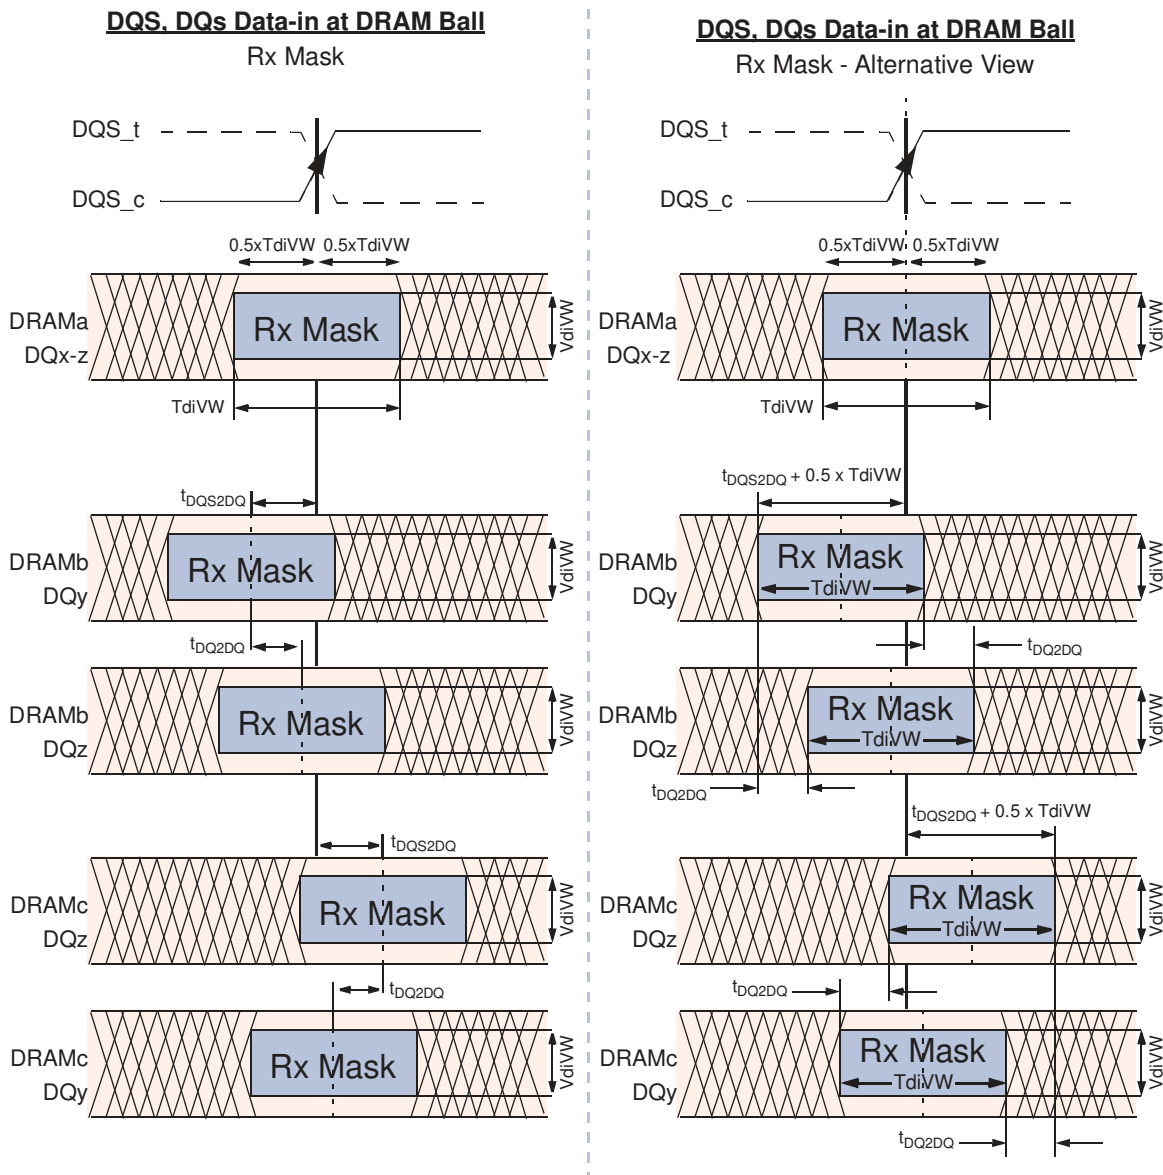 DQS, DQs Data-in at DRAM Ball
Rx Mask
DQS_t
DQS_c
0.5xTdiVW 0.5xTdiVW
DRAMa
DQx-z
Rx Mask
VdiVW
TdiVW
tDQS2DQ
DRAMb
DQy
Rx Mask
VdiVW
tDQ2DQ
DRAMb
DQz
Rx Mask
VdiVW
tDQS2DQ
DRAMc
DQz
Rx Mask
VdiVW
tDQ2DQ
DRAMc
DQy
Rx Mask
VdiVW
DQS, DQs Data-in at DRAM Ball
Rx Mask - Alternative View
DQS_t
DQS_c
0.5xTdiVW 0.5xTdiVW
DRAMa
DQx-z
Rx Mask
VdiVW
TdiVW
tDQS2DQ + 0.5 x TdiVW
DRAMb
DQy
Rx Mask
TdiVW
VdiVW
tDQ2DQ
DRAMb
DQz
Rx Mask
TdiVW
VdiVW
tDQ2DQ
tDQS2DQ + 0.5 x TdiVW
DRAMc
DQz
Rx Mask
TdiVW
VdiVW
tDQ2DQ
DRAMc
DQy
Rx Mask
TdiVW
VdiVW
tDQ2DQ